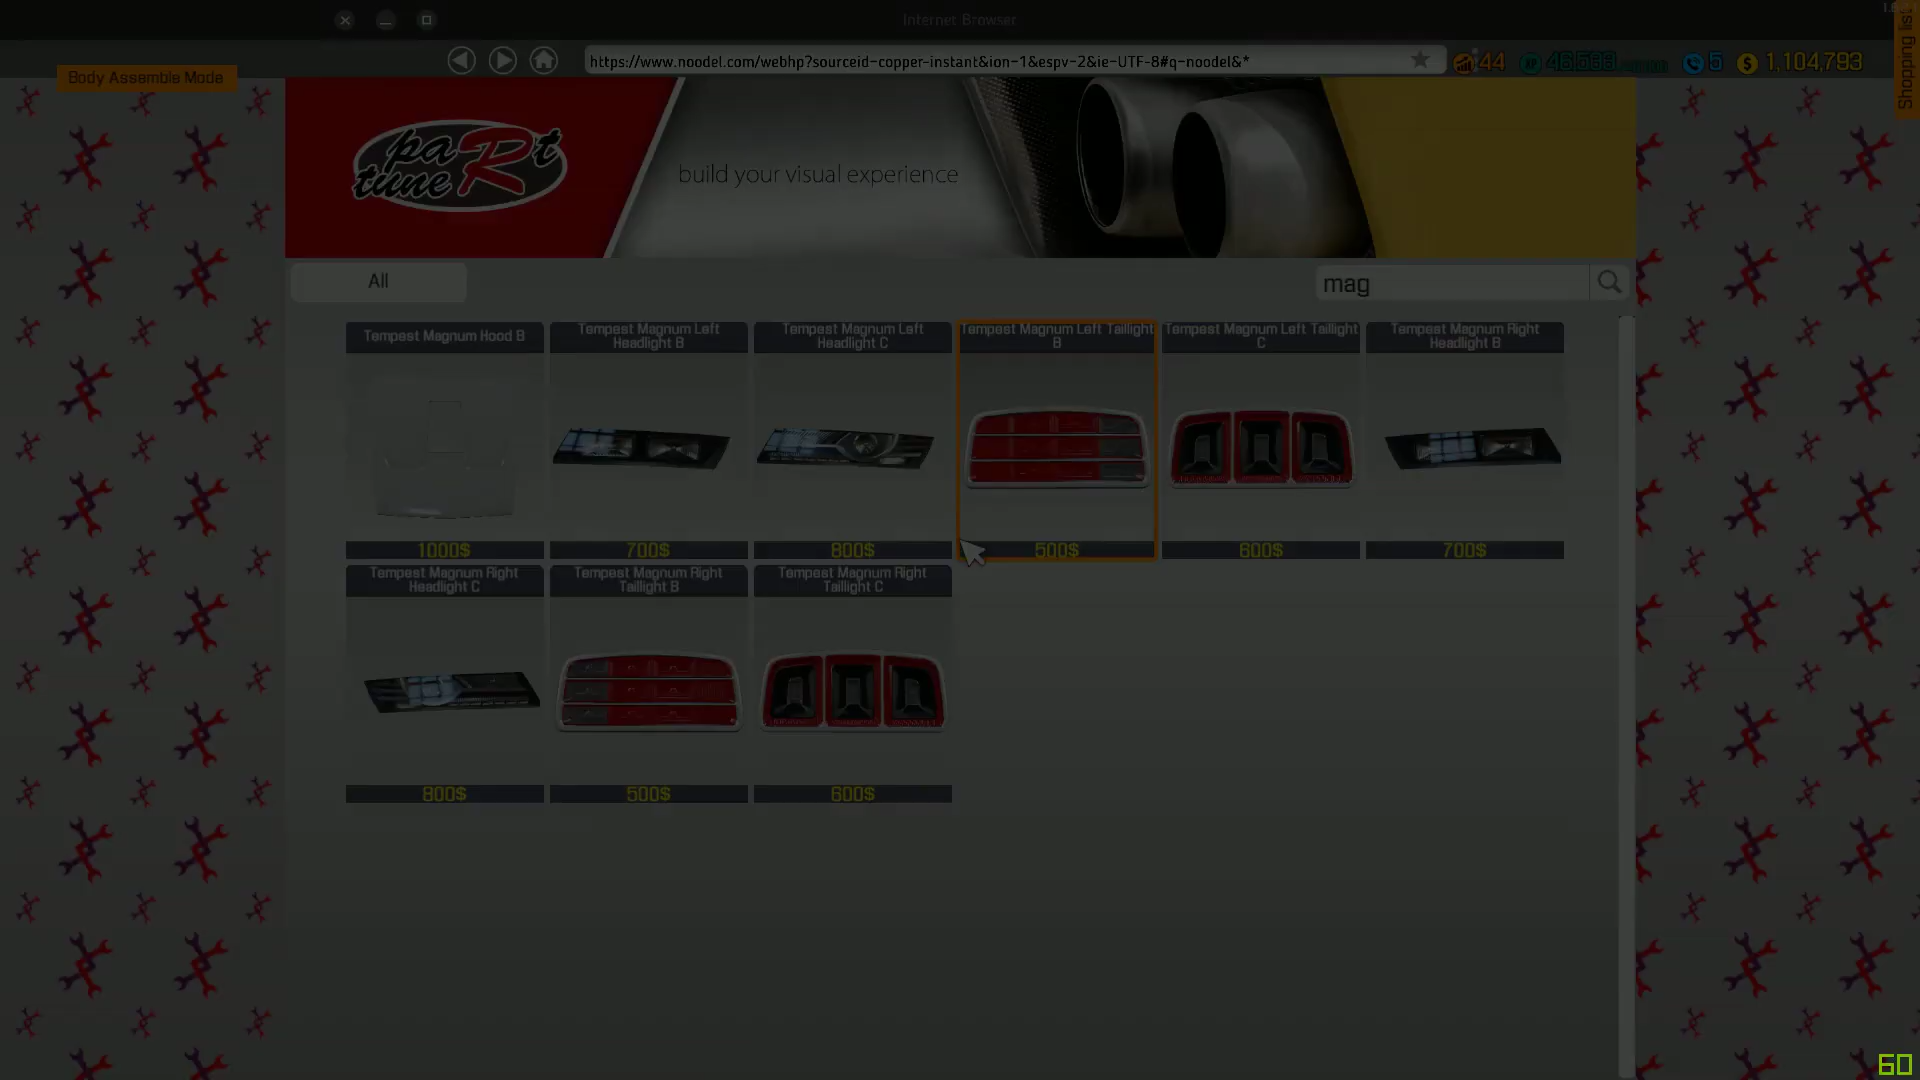 Internet Browser
Shopping list
https://www.noodel.com/webhp?sourceid-copper-instant&ion-1&espv-2&ie-UTF-8#q-noodel&*
44
5
1,104,793
Body Assemble Mode
paRt
tune
build your visual experience
All
mag
Tempest Magnum Hood B
Tempest Magnum Left
Headlight B
Tempest Magnum Left
Headlight C
Tempest Magnum Left Taillight
B
Tempest Magnum Left Taillight
C
Tempest Magnum Right
Headlight B
1000$
700$
800$
500$
600$
700$
Tempest Magnum Right
Headlight C
Tempest Magnum Right
Taillight B
Tempest Magnum Right
Taillight C
800$
500$
600$
60